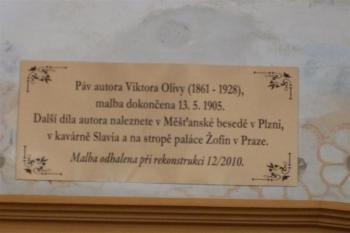 Páv autora Viktora Olivy (1861 - 1928),
malba dokončena 13. 5. 1905.
Další díla autora naleznete v Měšťanské besedě v Plzni,
v kavárně Slavia a na stropě paláce Žofín v Praze.
Malba odhalena při rekonstrukci 12/2010.